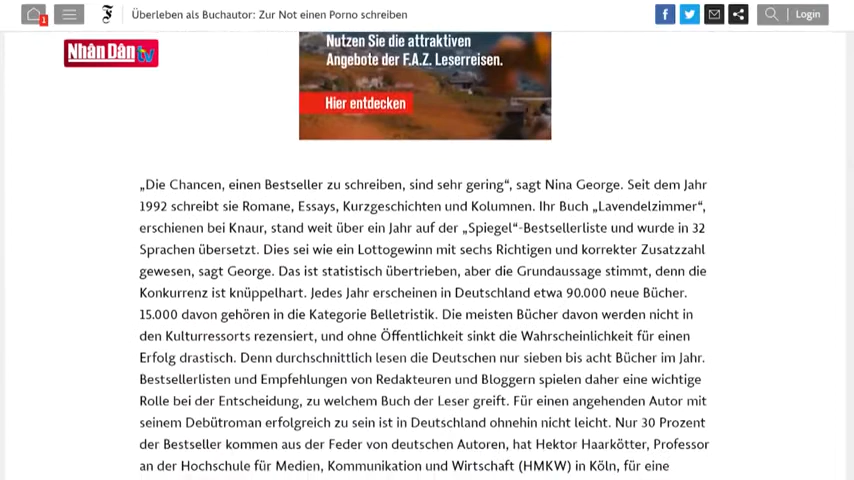 1
F
Überleben als Buchautor: Zur Not einen Porno schreiben
Login
Nhân Dân tv
Nutzen Sie die attraktiven
Angebote der F.A.Z. Leserreisen.
Hier entdecken
„Die Chancen, einen Bestseller zu schreiben, sind sehr gering“, sagt Nina George. Seit dem Jahr
1992 schreibt sie Romane, Essays, Kurzgeschichten und Kolumnen. Ihr Buch „Lavendelzimmer“,
erschienen bei Knaur, stand weit über ein Jahr auf der „Spiegel“-Bestsellerliste und wurde in 32
Sprachen übersetzt. Dies sei wie ein Lottogewinn mit sechs Richtigen und korrekter Zusatzzahl
gewesen, sagt George. Das ist statistisch übertrieben, aber die Grundaussage stimmt, denn die
Konkurrenz ist knüppelhart. Jedes Jahr erscheinen in Deutschland etwa 90.000 neue Bücher.
15.000 davon gehören in die Kategorie Belletristik. Die meisten Bücher davon werden nicht in
den Kulturressorts rezensiert, und ohne Öffentlichkeit sinkt die Wahrscheinlichkeit für einen
Erfolg drastisch. Denn durchschnittlich lesen die Deutschen nur sieben bis acht Bücher im Jahr.
Bestsellerlisten und Empfehlungen von Redakteuren und Bloggern spielen daher eine wichtige
Rolle bei der Entscheidung, zu welchem Buch der Leser greift. Für einen angehenden Autor mit
seinem Debütroman erfolgreich zu sein ist in Deutschland ohnehin nicht leicht. Nur 30 Prozent
der Bestseller kommen aus der Feder von deutschen Autoren, hat Hektor Haarkötter, Professor
an der Hochschule für Medien, Kommunikation und Wirtschaft (HMKW) in Köln, für eine